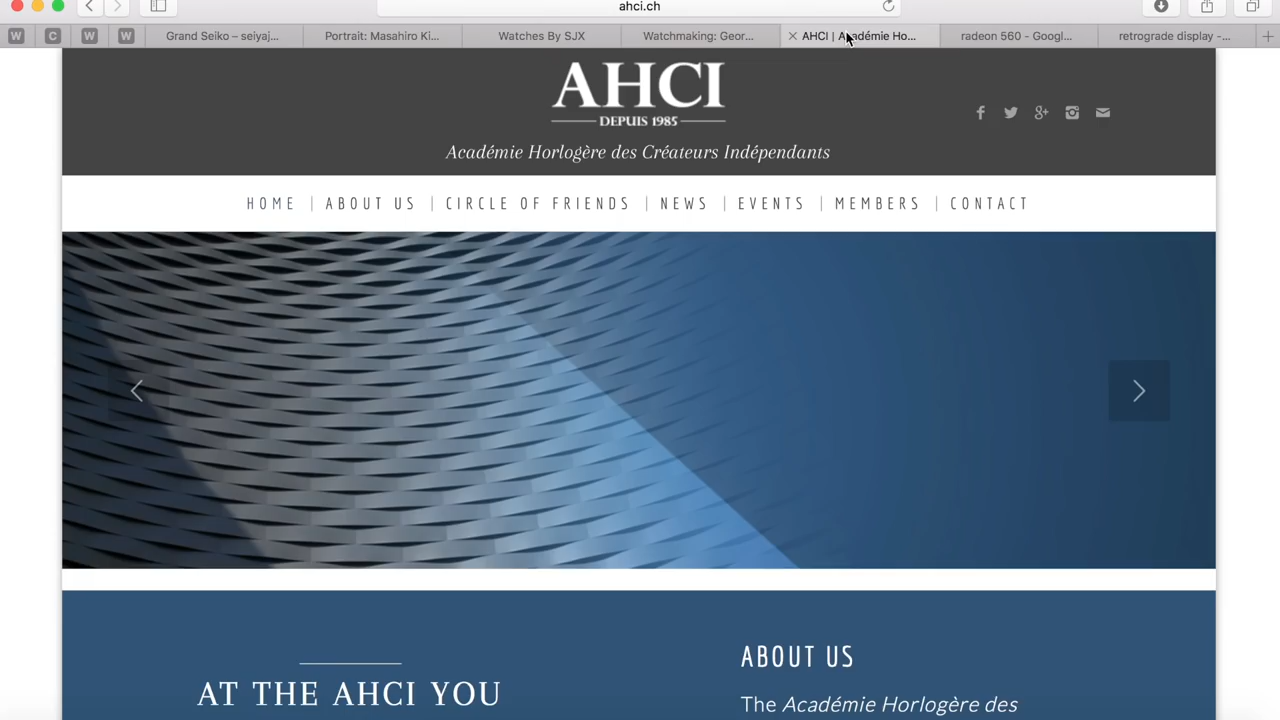 ahci.ch
W C W W Grand Seiko – seiyaj... Portrait: Masahiro Ki... Watches By SJX Watchmaking: Geor... AHCI | Académie Ho... radeon 560 - Googl... retrograde display -...
AHCI
DEPUIS 1985
Académie Horlogère des Créateurs Indépendants
HOME | ABOUT US | CIRCLE OF FRIENDS | NEWS | EVENTS | MEMBERS | CONTACT
AT THE AHCI YOU
ABOUT US
The Académie Horlogère des